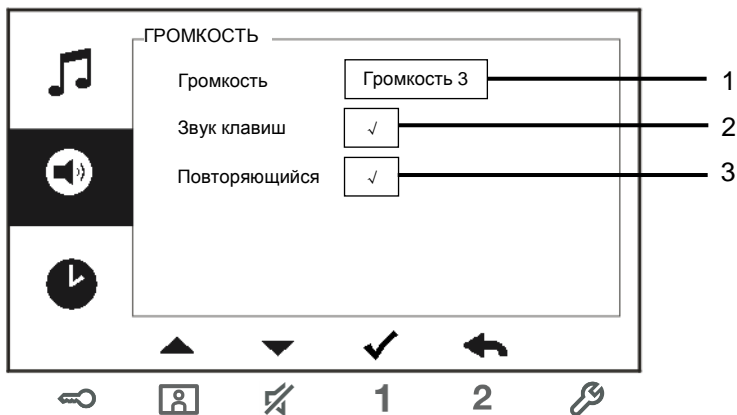 ГРОМКОСТЬ
Громкость Громкость 3 1
Звук клавиш √ 2
Повторяющийся √ 3
1 2